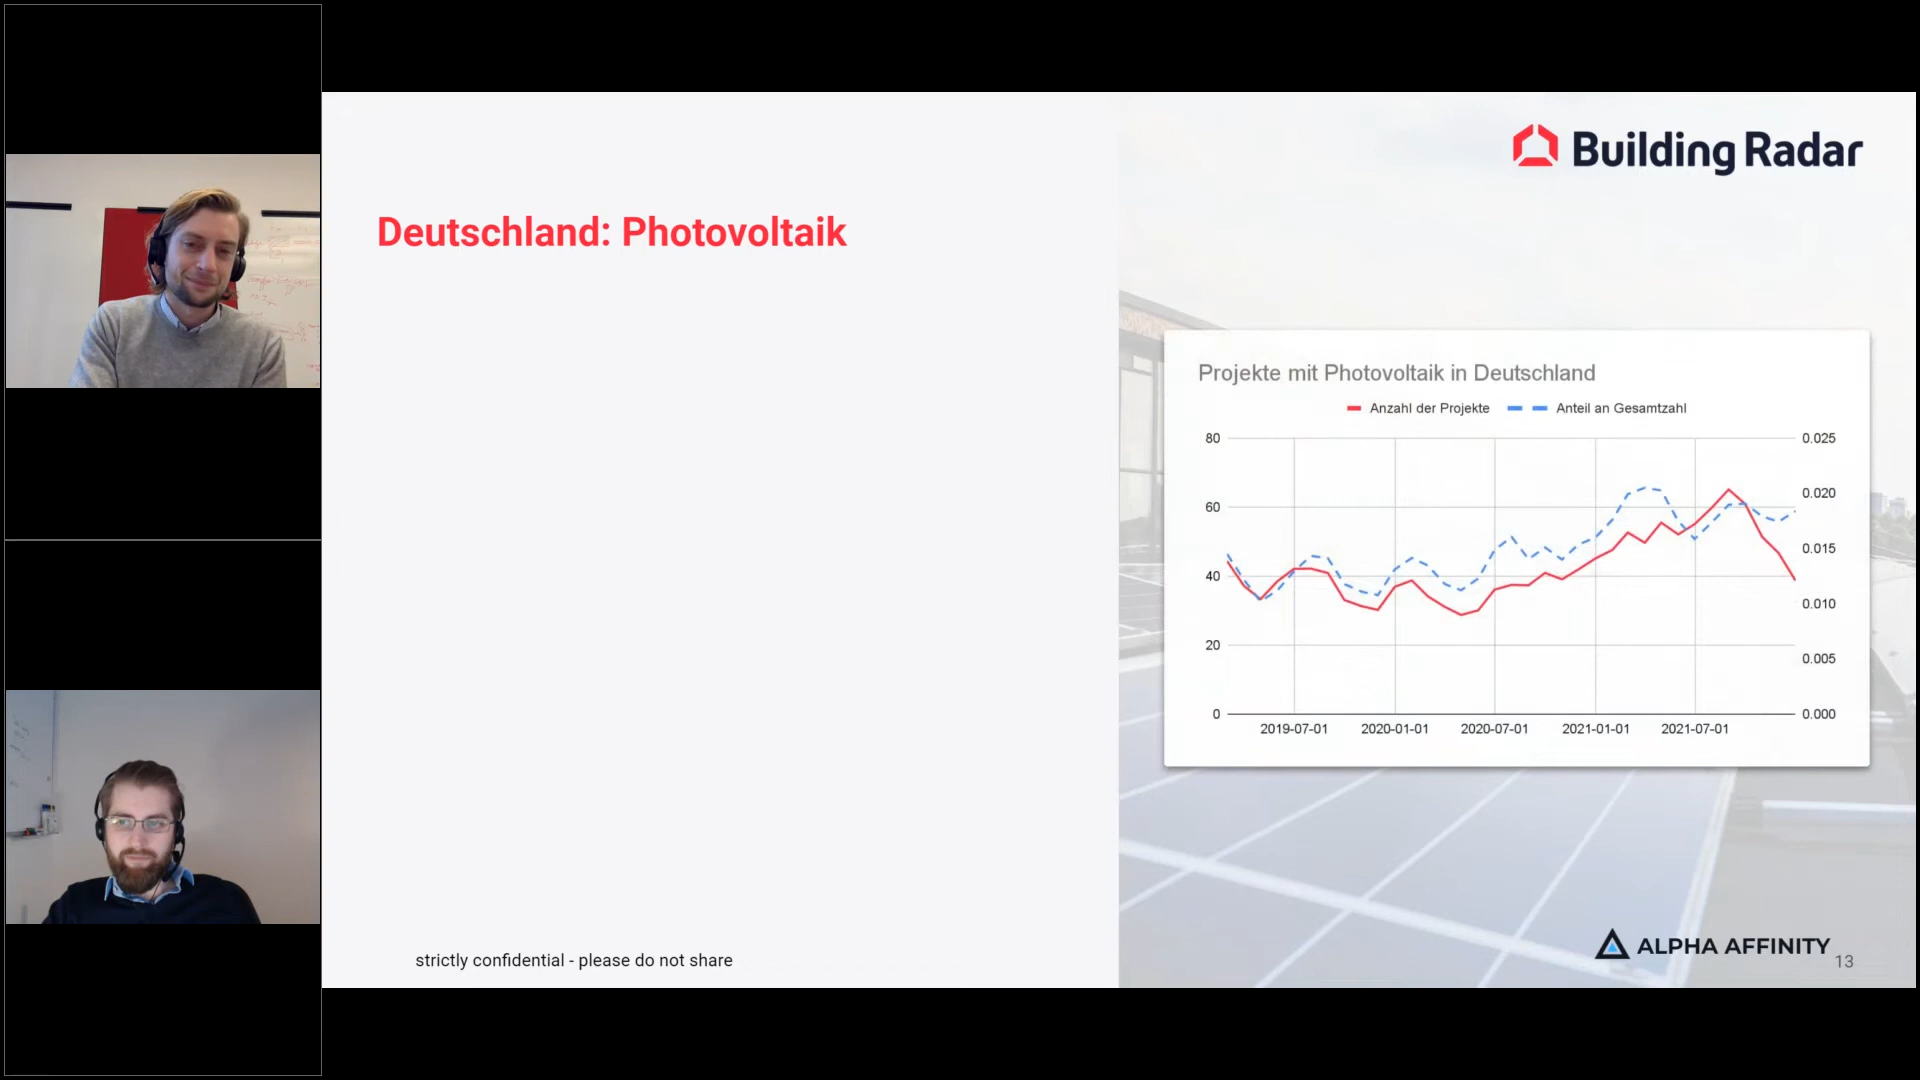 Building Radar
Deutschland: Photovoltaik
Projekte mit Photovoltaik in Deutschland
Anzahl der Projekte
Anteil an Gesamtzahl
80
60
40
20
0
0.025
0.020
0.015
0.010
0.005
0.000
2019-07-01
2020-01-01
2020-07-01
2021-01-01
2021-07-01
strictly confidential - please do not share
ALPHA AFFINITY
13